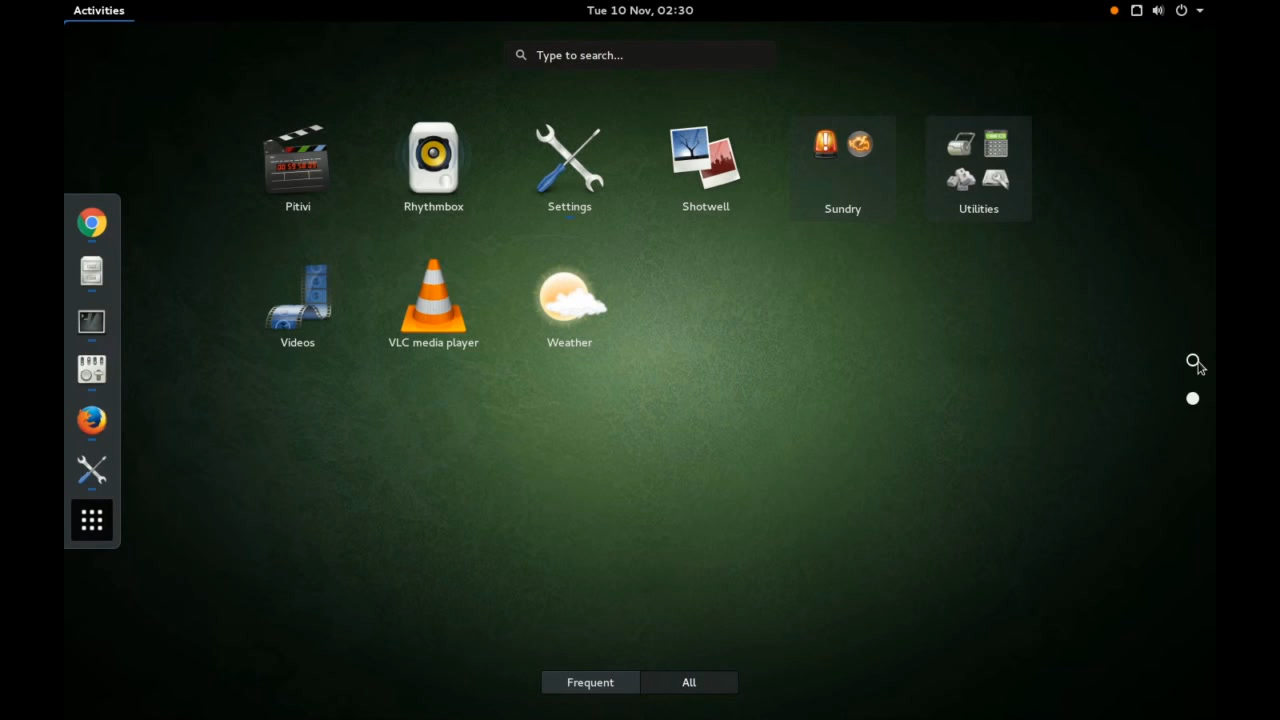 Activities
Tue 10 Nov, 02:30
Type to search...
Pitivi
Rhythmbox
Settings
Shotwell
Sundry
Utilities
Videos
VLC media player
Weather
Frequent
All